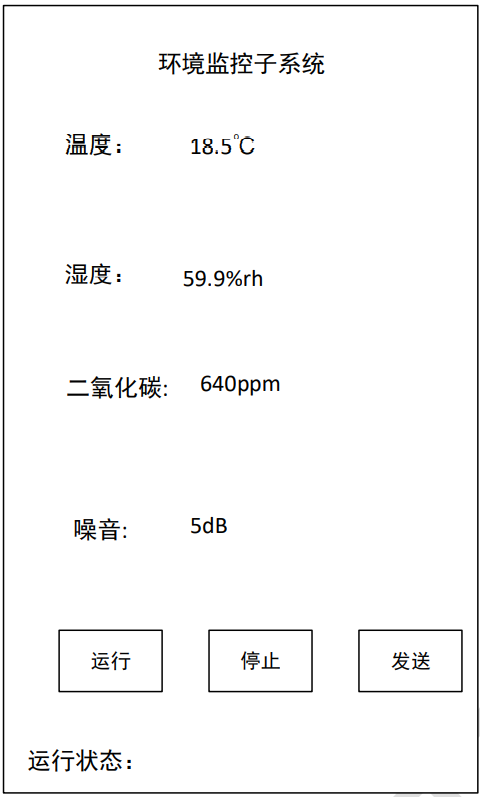 环境监控子系统
温度： 18.5℃
湿度： 59.9%rh
二氧化碳: 640ppm
噪音: 5dB
运行 停止 发送
运行状态：